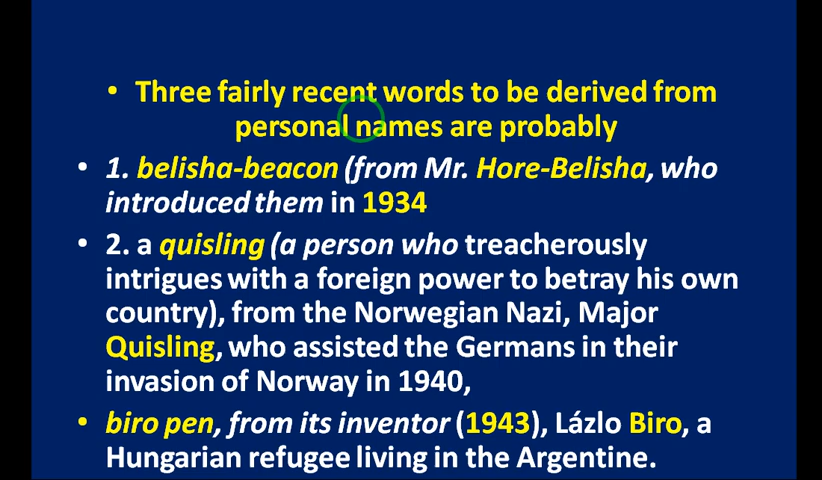 • Three fairly recent words to be derived from
personal names are probably
• 1. belisha-beacon (from Mr. Hore-Belisha, who
introduced them in 1934
• 2. a quisling (a person who treacherously
intrigues with a foreign power to betray his own
country), from the Norwegian Nazi, Major
Quisling, who assisted the Germans in their
invasion of Norway in 1940,
• biro pen, from its inventor (1943), Lázlo Biro, a
Hungarian refugee living in the Argentine.